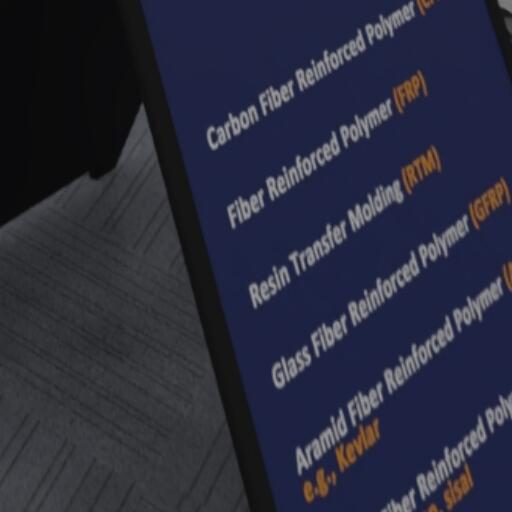 Carbon Fiber Reinforced Polymer
Fiber Reinforced Polymer (FRP)
Resin Transfer Molding (RTM)
Glass Fiber Reinforced Polymer (GFRP)
Aramid Fiber Reinforced Polymer
e.g., Kevlar
Reinforced
sisal